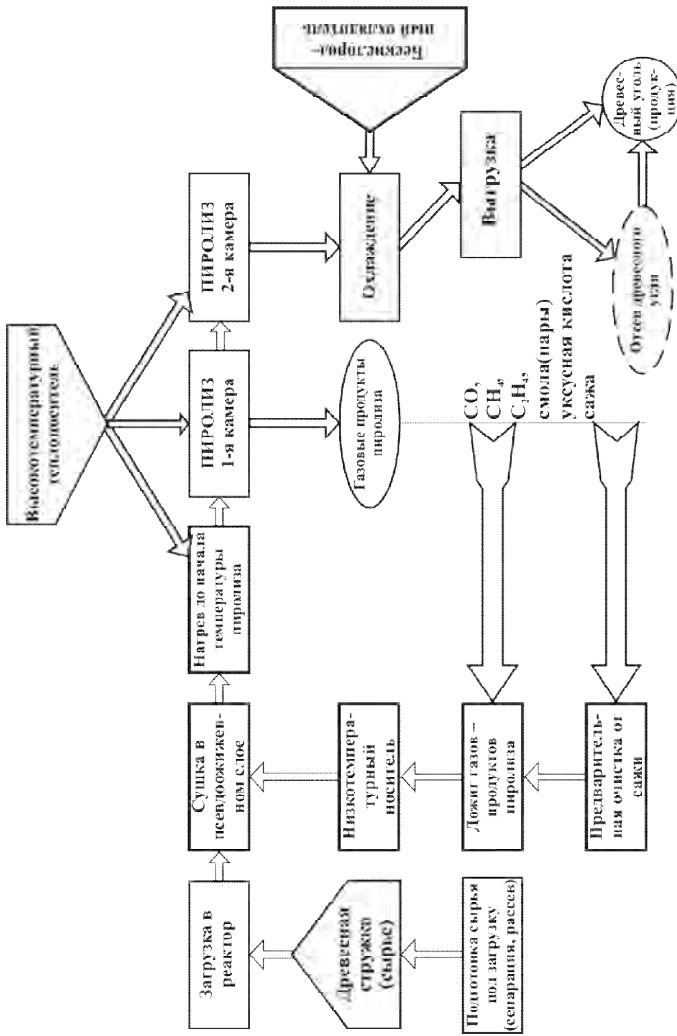 Высокотемпературный
теплоноситель
Загрузка в
реактор
Сушка в
псевдоожижен-
ном слое
Нагрев до начала
температуры
пиролиза
ПИРОЛИЗ
1-я камера
ПИРОЛИЗ
2-я камера
Бескислород-
ный охладитель
Древесная
стружка
(сырье)
Низкотемпера-
турный
носитель
Газовые продукты
пиролиза
Охлаждение
Подготовка сырья
под загрузку
(сепарация, рассев)
Дожиг газов –
продуктов
пиролиза
CO,
CH₄,
C₂H₄,
смола(пары)
уксусная кислота
сажа
Выгрузка
Предваритель-
ная очистка от
сажи
Отсев древесного
угля
Древес-
ный уголь
(продук-
ция)